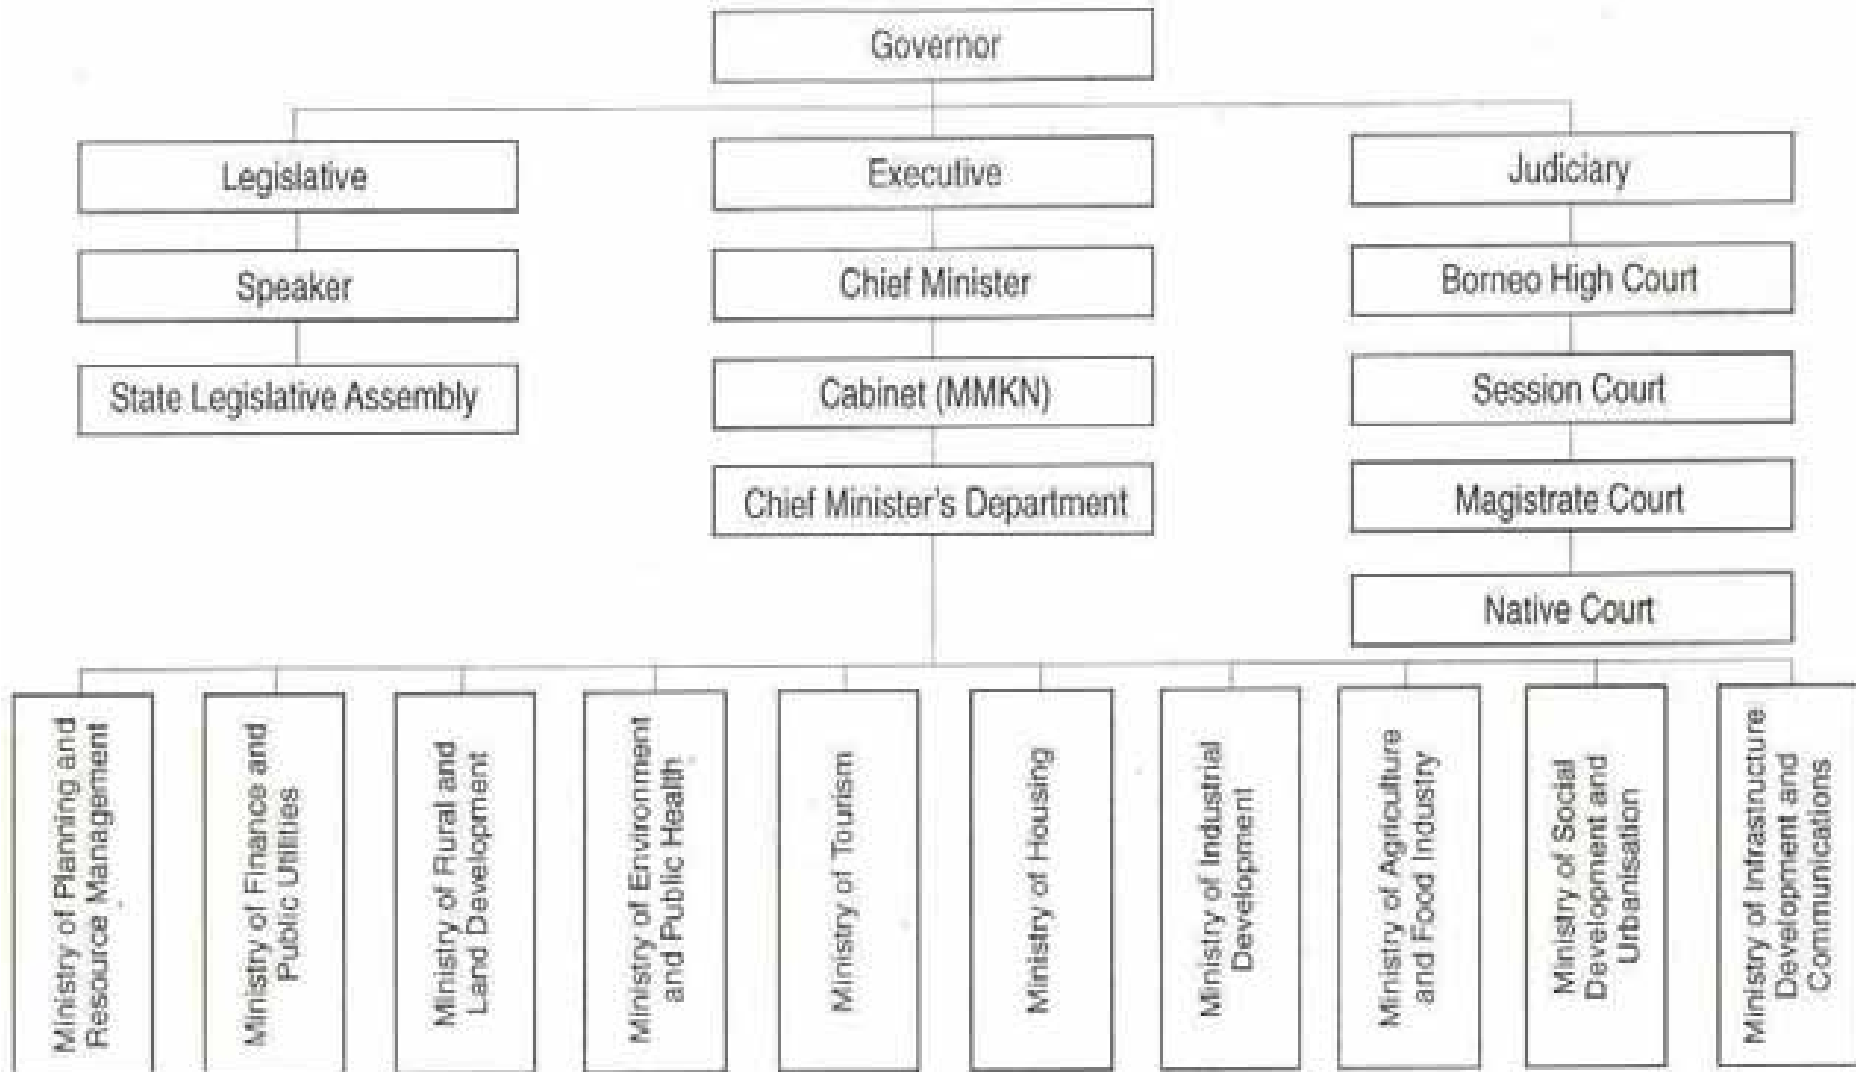 Governor
Legislative
Executive
Judiciary
Speaker
Chief Minister
Borneo High Court
State Legislative Assembly
Cabinet (MMKN)
Session Court
Chief Minister's Department
Magistrate Court
Native Court
Ministry of Planning and
Resource Management
Ministry of Finance and
Public Utilities
Ministry of Rural and
Land Development
Ministry of Environment
and Public Health
Ministry of Tourism
Ministry of Housing
Ministry of Industrial
Development
Ministry of Agriculture
and Food Industry
Ministry of Social
Development and
Urbanisation
Ministry of Infrastructure
Development and
Communications